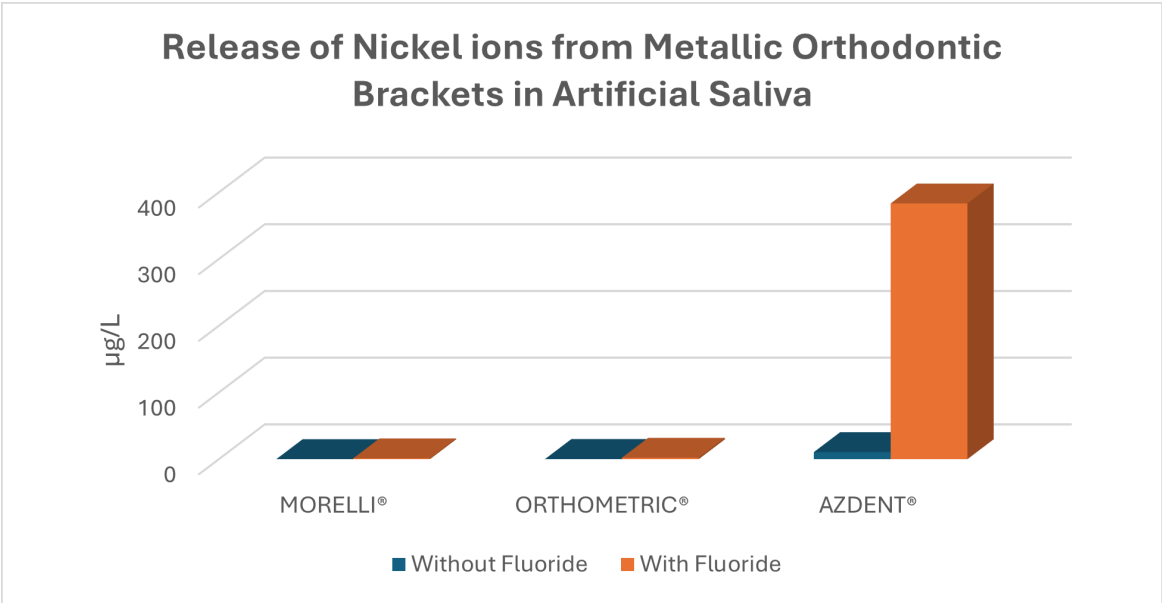 Release of Nickel ions from Metallic Orthodontic
Brackets in Artificial Saliva
400
300
200
100
0
µg/L
MORELLI® ORTHOMETRIC® AZDENT®
Without Fluoride With Fluoride